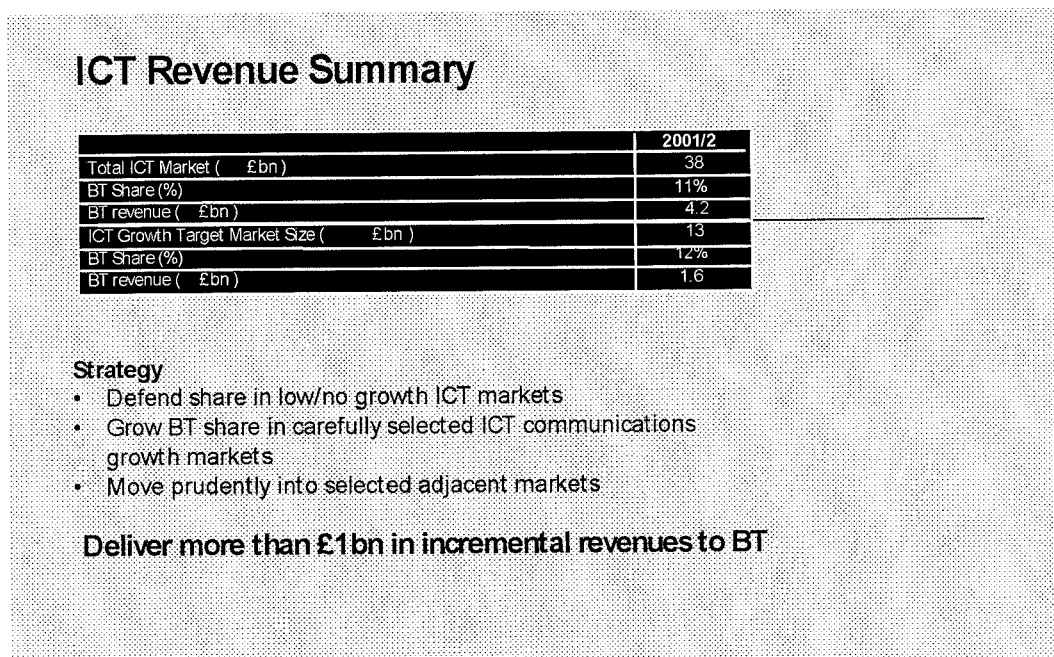 ICT Revenue Summary
2001/2
Total ICT Market ( £bn ) 38
BT Share (%) 11%
BT revenue ( £bn ) 4.2
ICT Growth Target Market Size ( £bn ) 13
BT Share (%) 12%
BT revenue ( £bn ) 1.6
Strategy
• Defend share in low/no growth ICT markets
• Grow BT share in carefully selected ICT communications
growth markets
• Move prudently into selected adjacent markets
Deliver more than £1bn in incremental revenues to BT